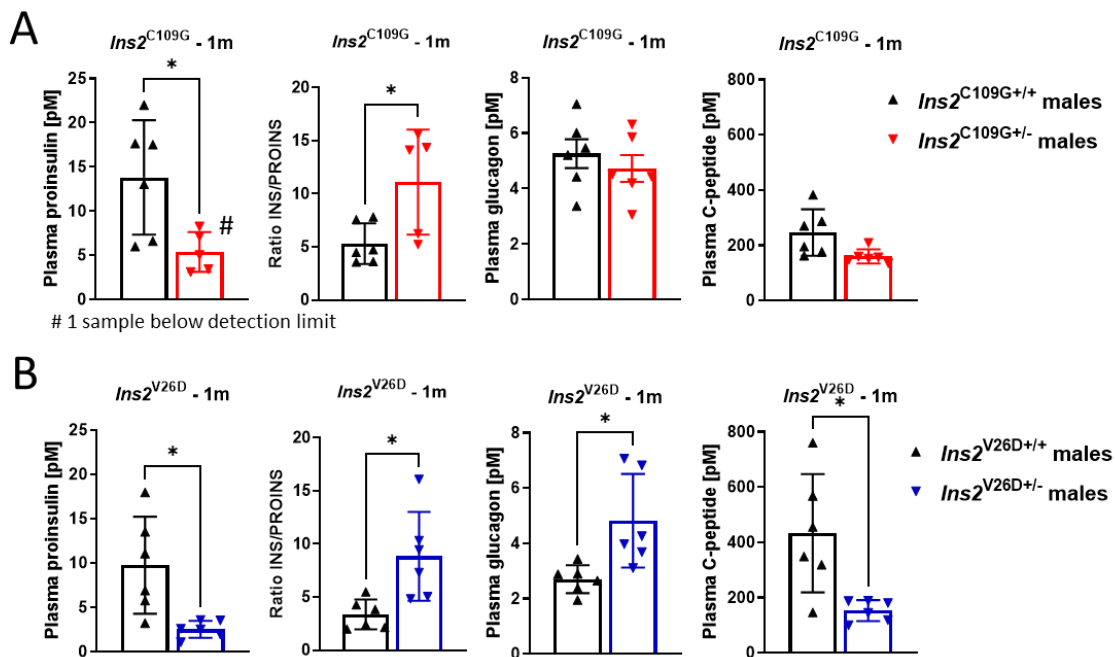 A
Ins2C109G - 1m
Ins2C109G - 1m
Ins2C109G - 1m
Ins2C109G - 1m
Plasma proinsulin [pM]
25
20
15
10
5
0
*
#
Ratio INS/PROINS
20
15
10
5
0
*
Plasma glucagon [pM]
8
6
4
2
0
Plasma C-peptide [pM]
800
600
400
200
0
Ins2C109G+/+ males
Ins2C109G+/- males
# 1 sample below detection limit
B
Ins2V26D - 1m
Ins2V26D - 1m
Ins2V26D - 1m
Ins2V26D - 1m
Plasma proinsulin [pM]
25
20
15
10
5
0
*
Ratio INS/PROINS
20
15
10
5
0
*
Plasma glucagon [pM]
8
6
4
2
0
*
Plasma C-peptide [pM]
800
600
400
200
0
*
Ins2V26D+/+ males
Ins2V26D+/- males